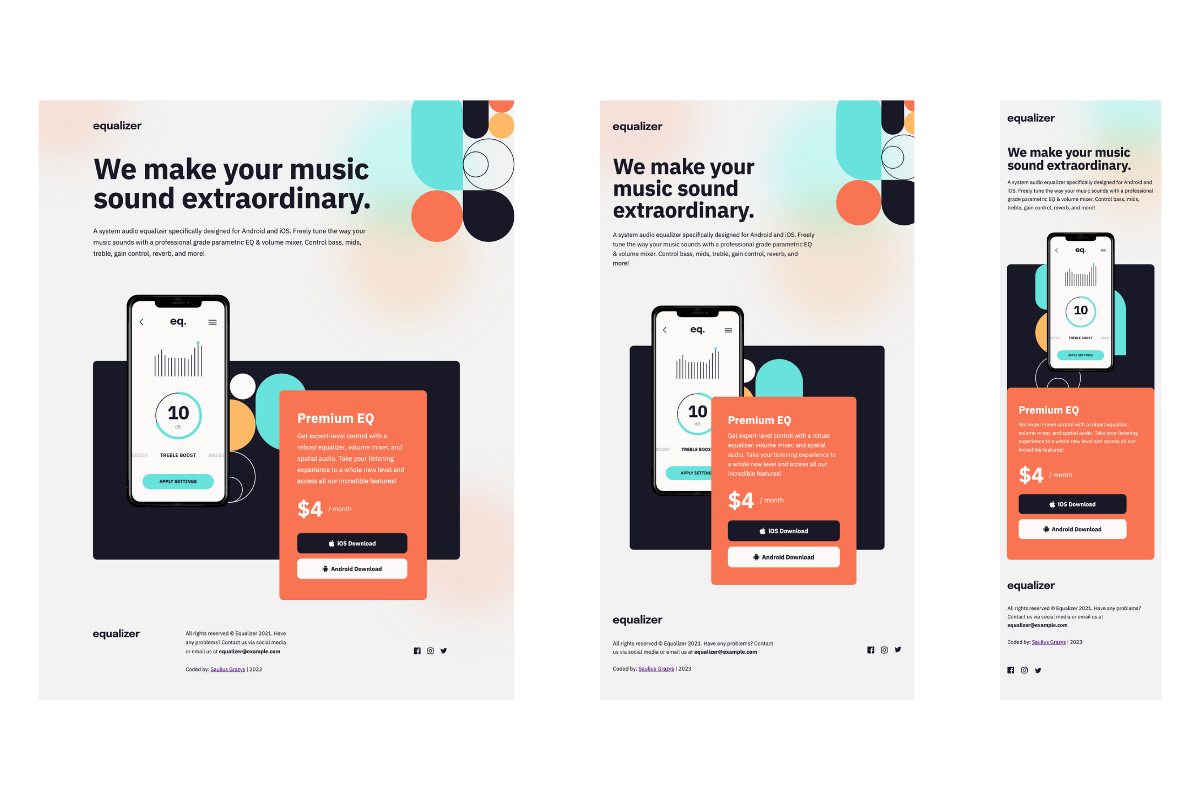 equalizer
We make your music
sound extraordinary.
A system audio equalizer specifically designed for Android and iOS. Freely tune the way your
music sounds with a professional grade parametric EQ & volume mixer. Control bass, mids,
treble, gain control, reverb, and more!
eq.
10
dB
BOOST TREBLE BOOST BASS
APPLY SETTINGS
Premium EQ
Get expert-level control with a
robust equalizer, volume mixer, and
spatial audio. Take your listening
experience to a whole new level and
access all our incredible features!
$4 / month
iOS Download
Android Download
equalizer
All rights reserved © Equalizer 2021. Have
any problems? Contact us via social media
or email us at equalizer@example.com
Coded by: Saulius Grazys | 2023
equalizer
We make your
music sound
extraordinary.
A system audio equalizer specifically designed for Android and iOS. Freely
tune the way your music sounds with a professional grade parametric EQ
& volume mixer. Control bass, mids, treble, gain control, reverb, and
more!
eq.
10
dB
BOOST TREBLE BOOS
APPLY SETTING
Premium EQ
Get expert-level control with a robust
equalizer, volume mixer, and spatial
audio. Take your listening experience to
a whole new level and access all our
incredible features!
$4 / month
iOS Download
Android Download
equalizer
All rights reserved © Equalizer 2021. Have any problems? Contact
us via social media or email us at equalizer@example.com
Coded by: Saulius Grazys | 2023
equalizer
We make your music
sound extraordinary.
A system audio equalizer specifically designed for Android and
iOS. Freely tune the way your music sounds with a professional
grade parametric EQ & volume mixer. Control bass, mids,
treble, gain control, reverb, and more!
eq.
10
TREBLE BOOST
APPLY SETTINGS
Premium EQ
Get expert-level control with a robust equalizer,
volume mixer, and spatial audio. Take your listening
experience to a whole new level and access all our
incredible features!
$4 / month
iOS Download
Android Download
equalizer
All rights reserved © Equalizer 2021. Have any problems?
Contact us via social media or email us at
equalizer@example.com
Coded by: Saulius Grazys | 2023